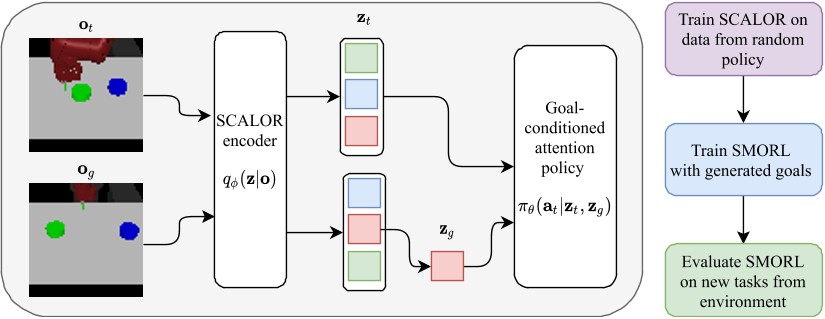 o_t
o_g
SCALOR
encoder
q_ϕ(z|o)
z_t
z_g
Goal-
conditioned
attention
policy
π_θ(a_t|z_t, z_g)
Train SCALOR on
data from random
policy
Train SMORL
with generated goals
Evaluate SMORL
on new tasks from
environment